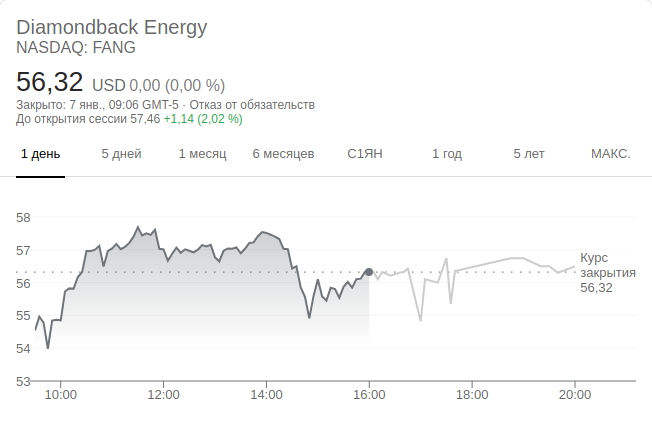 Diamondback Energy
NASDAQ: FANG
56,32 USD 0,00 (0,00 %)
Закрыто: 7 янв., 09:06 GMT-5 · Отказ от обязательств
До открытия сессии 57,46 +1,14 (2,02 %)
1 день 5 дней 1 месяц 6 месяцев С1ЯН 1 год 5 лет МАКС.
58
57
56
55
54
53
Курс
закрытия
56,32
10:00 12:00 14:00 16:00 18:00 20:00